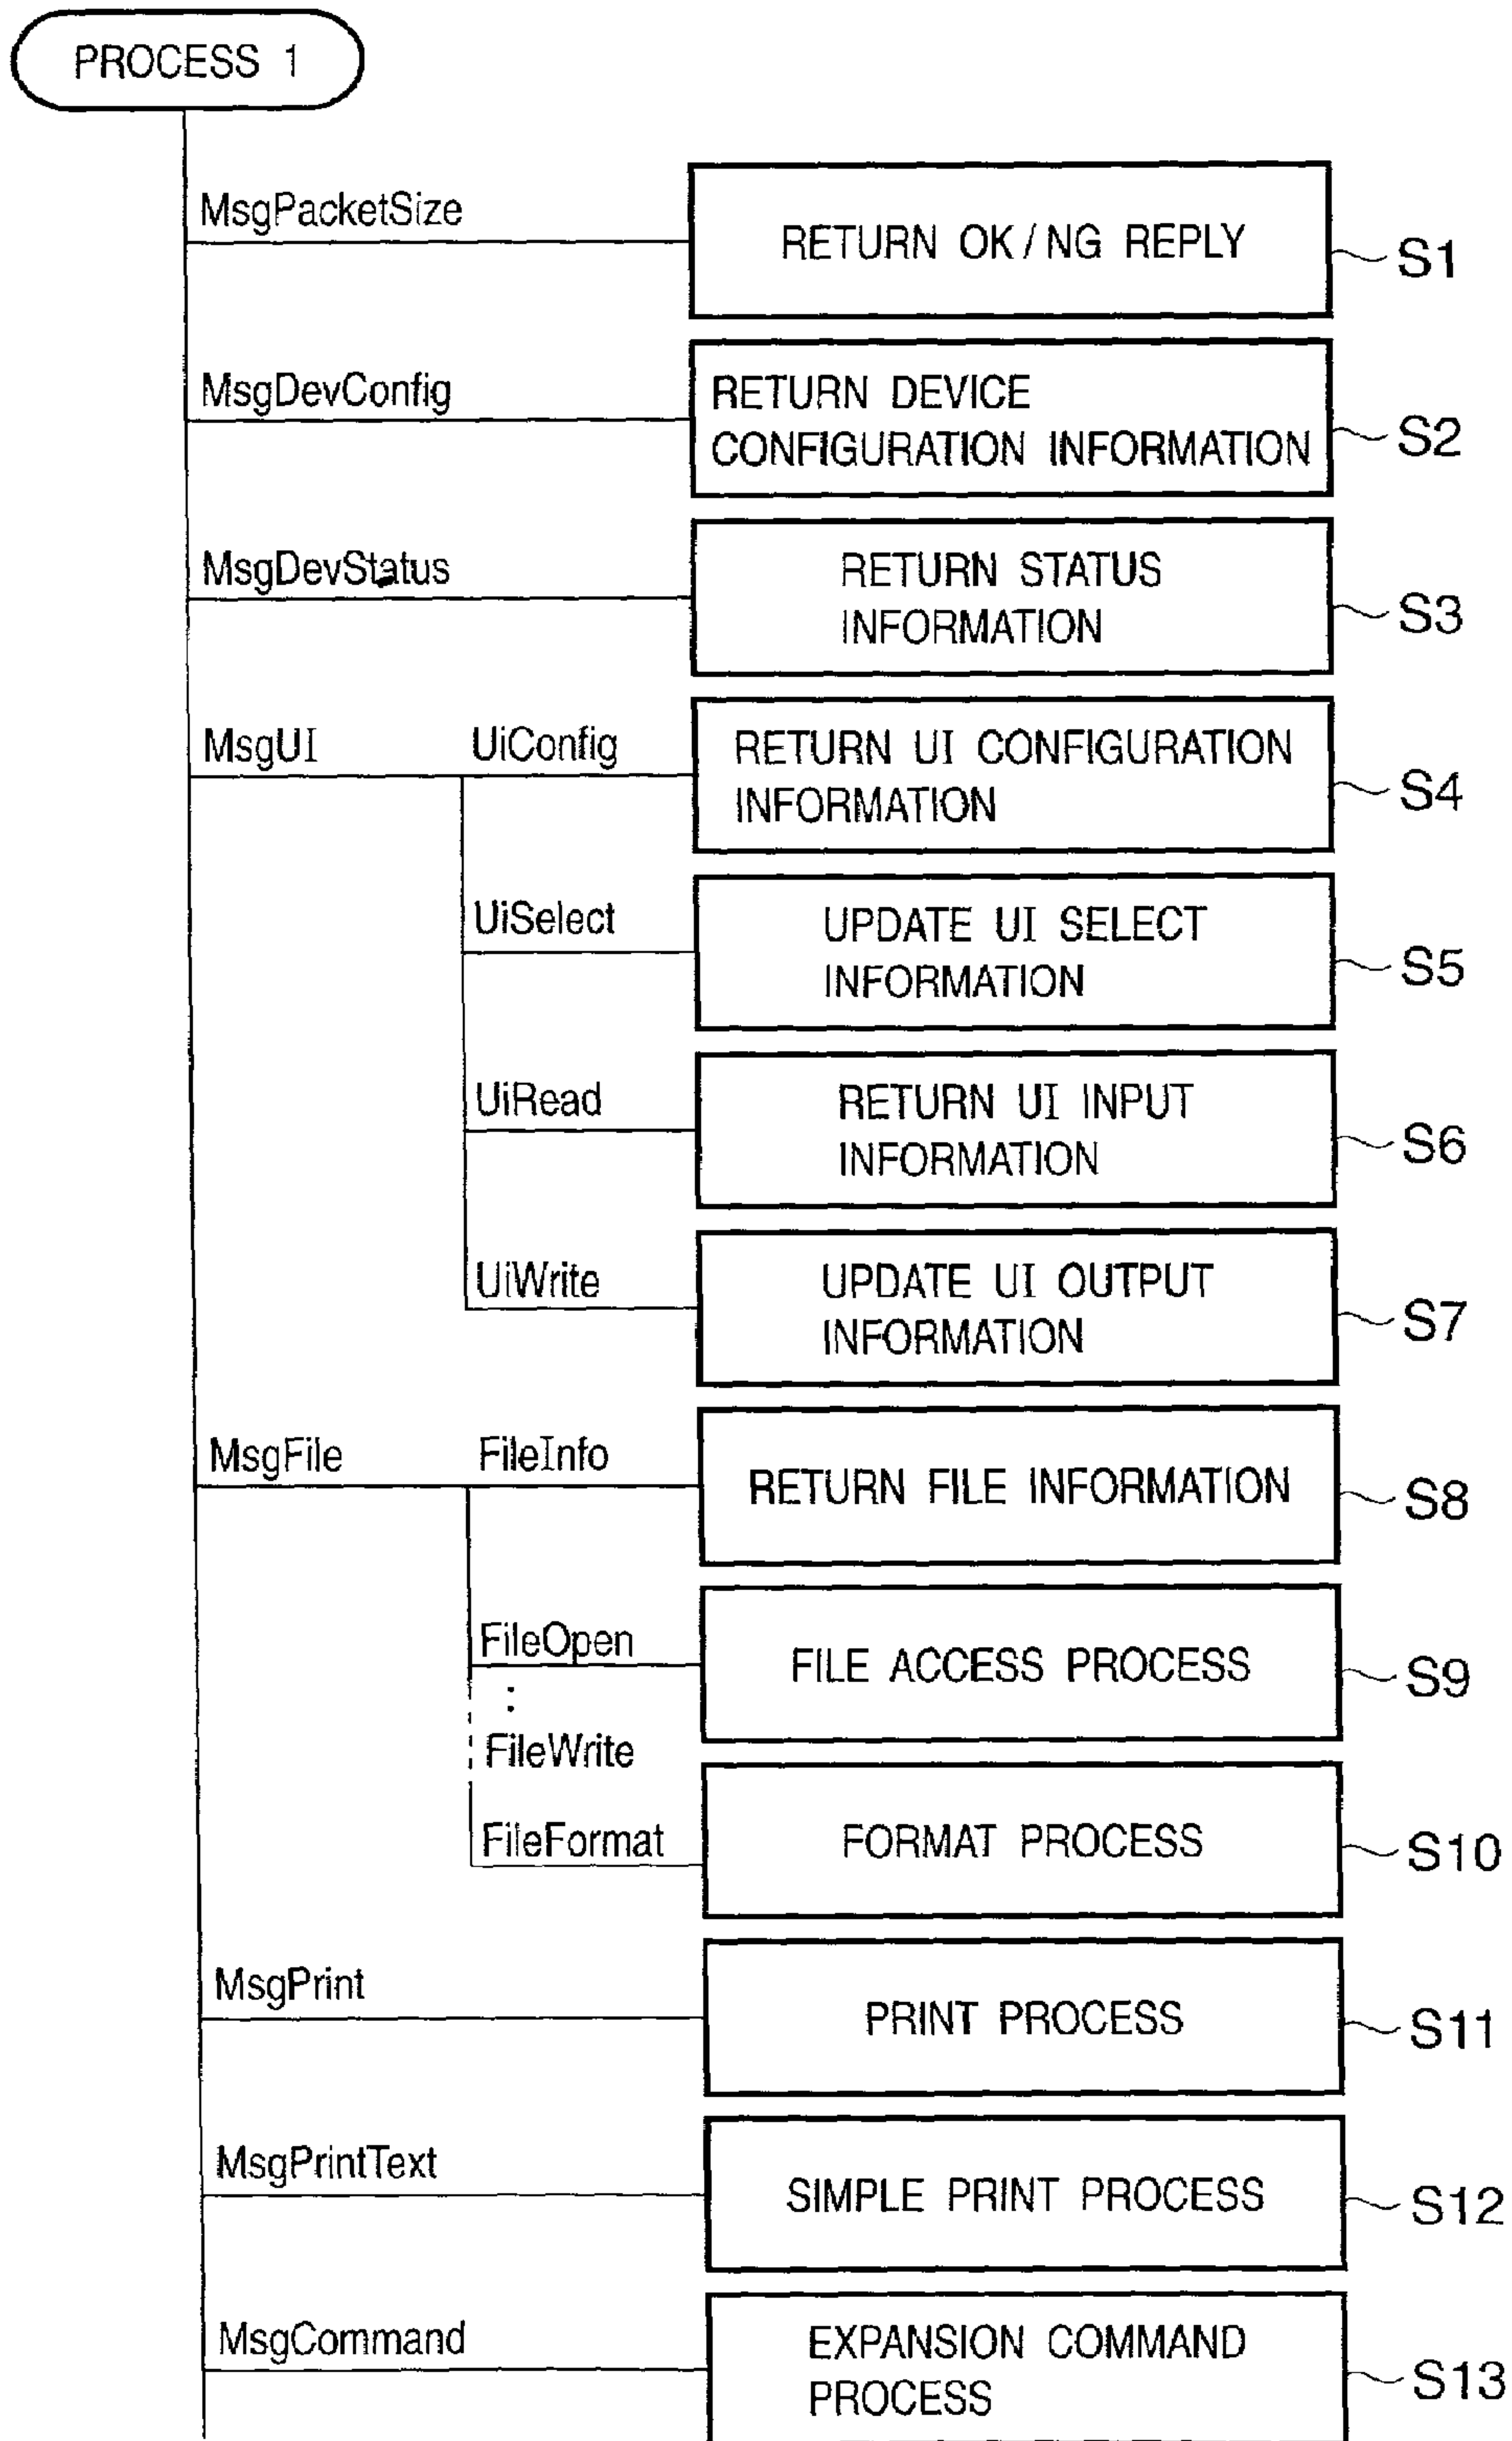 PROCESS 1
MsgPacketSize
RETURN OK/NG REPLY
S1
MsgDevConfig
RETURN DEVICE
CONFIGURATION INFORMATION
S2
MsgDevStatus
RETURN STATUS
INFORMATION
S3
MsgUI
UiConfig
RETURN UI CONFIGURATION
INFORMATION
S4
UiSelect
UPDATE UI SELECT
INFORMATION
S5
UiRead
RETURN UI INPUT
INFORMATION
S6
UiWrite
UPDATE UI OUTPUT
INFORMATION
S7
MsgFile
FileInfo
RETURN FILE INFORMATION
S8
FileOpen
FILE ACCESS PROCESS
S9
:
FileWrite
FileFormat
FORMAT PROCESS
S10
MsgPrint
PRINT PROCESS
S11
MsgPrintText
SIMPLE PRINT PROCESS
S12
MsgCommand
EXPANSION COMMAND
PROCESS
S13